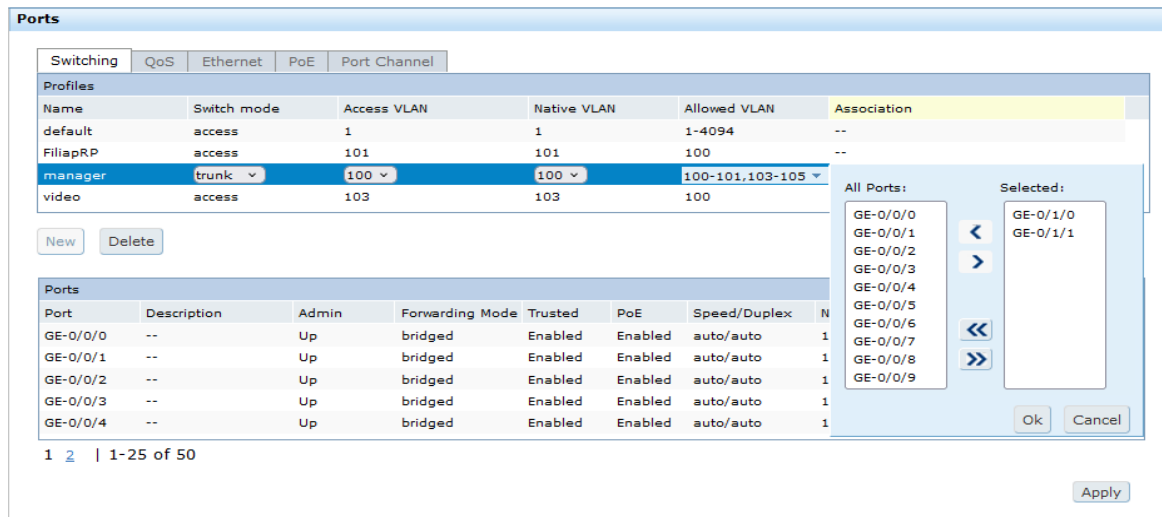 Ports
Switching QoS Ethernet PoE Port Channel
Profiles
Name Switch mode Access VLAN Native VLAN Allowed VLAN Association
default access 1 1 1-4094 --
FiliapRP access 101 101 100 --
manager trunk 100 100 100-101,103-105
video access 103 103 100
New Delete
All Ports: Selected:
GE-0/0/0 GE-0/1/0
GE-0/0/1 GE-0/1/1
GE-0/0/2
GE-0/0/3
GE-0/0/4
GE-0/0/5
GE-0/0/6
GE-0/0/7
GE-0/0/8
GE-0/0/9
Ok Cancel
Ports
Port Description Admin Forwarding Mode Trusted PoE Speed/Duplex N
GE-0/0/0 -- Up bridged Enabled Enabled auto/auto 1
GE-0/0/1 -- Up bridged Enabled Enabled auto/auto 1
GE-0/0/2 -- Up bridged Enabled Enabled auto/auto 1
GE-0/0/3 -- Up bridged Enabled Enabled auto/auto 1
GE-0/0/4 -- Up bridged Enabled Enabled auto/auto 1
1 2 | 1-25 of 50
Apply